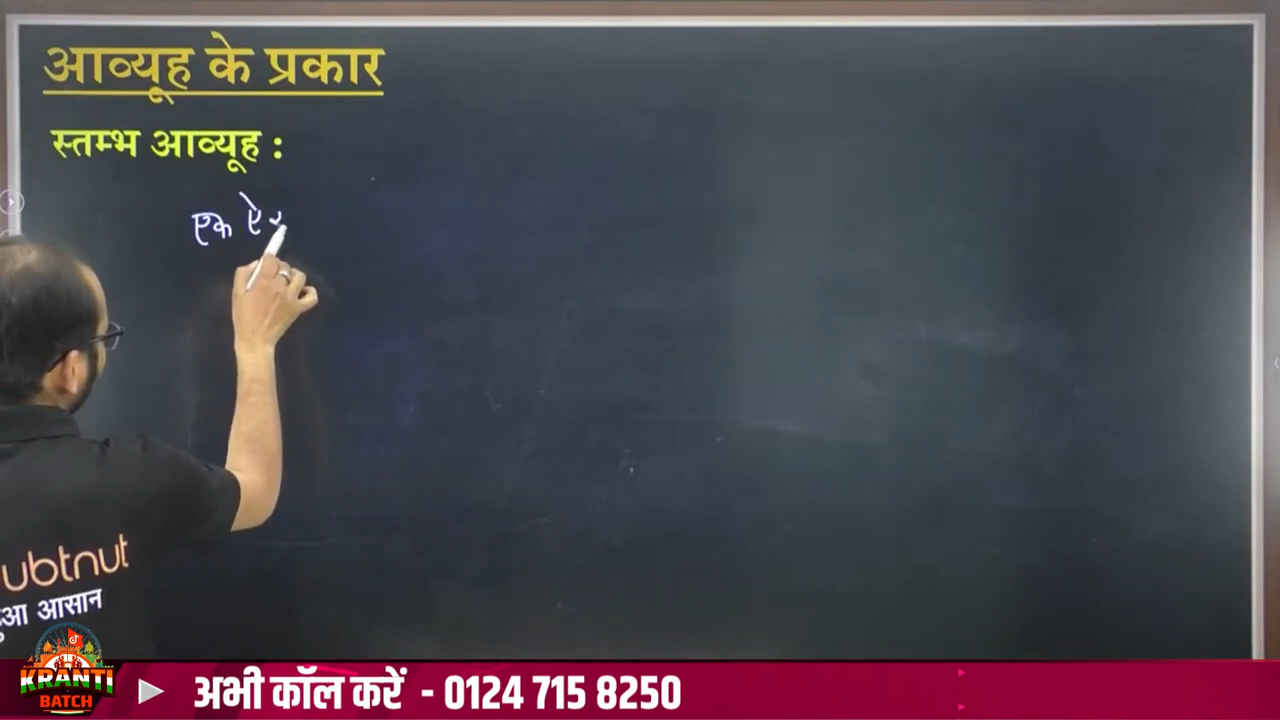 आव्यूह के प्रकार
स्तम्भ आव्यूह :
एक
ubtnut
हुआ आसान
KRANTI
BATCH
अभी कॉल करें - 0124 715 8250